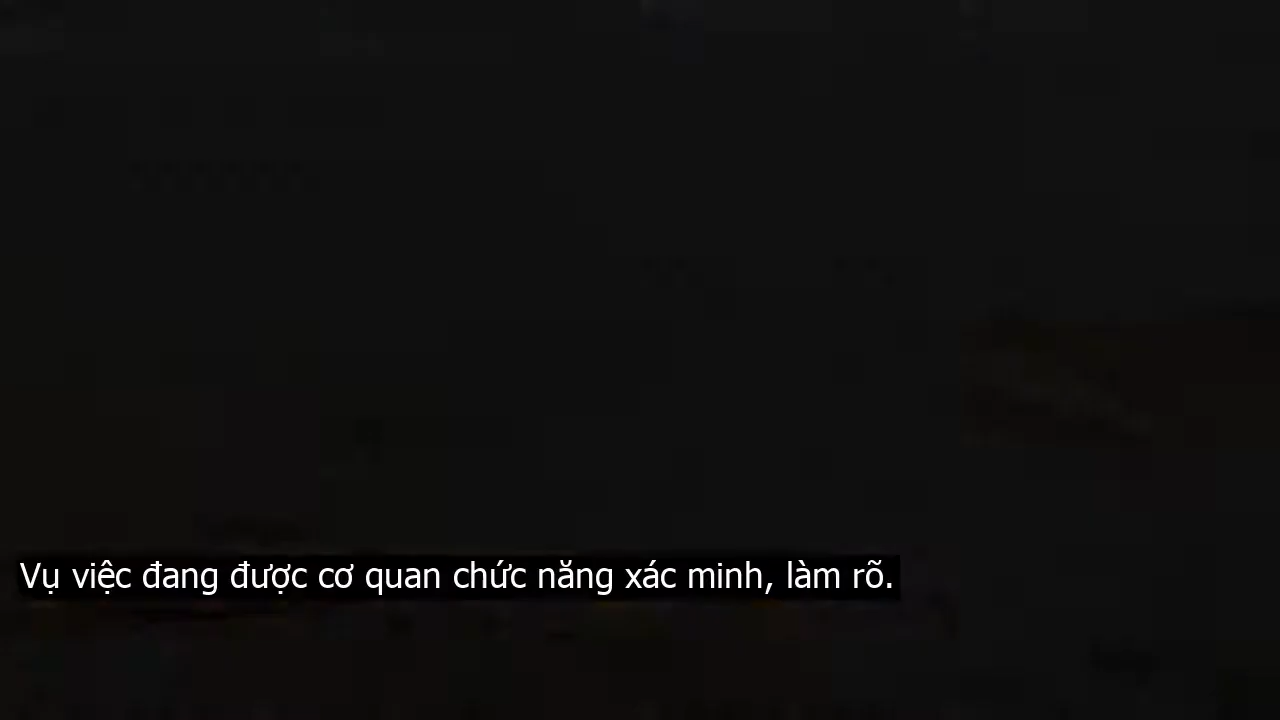 Vụ việc đang được cơ quan chức năng xác minh, làm rõ.